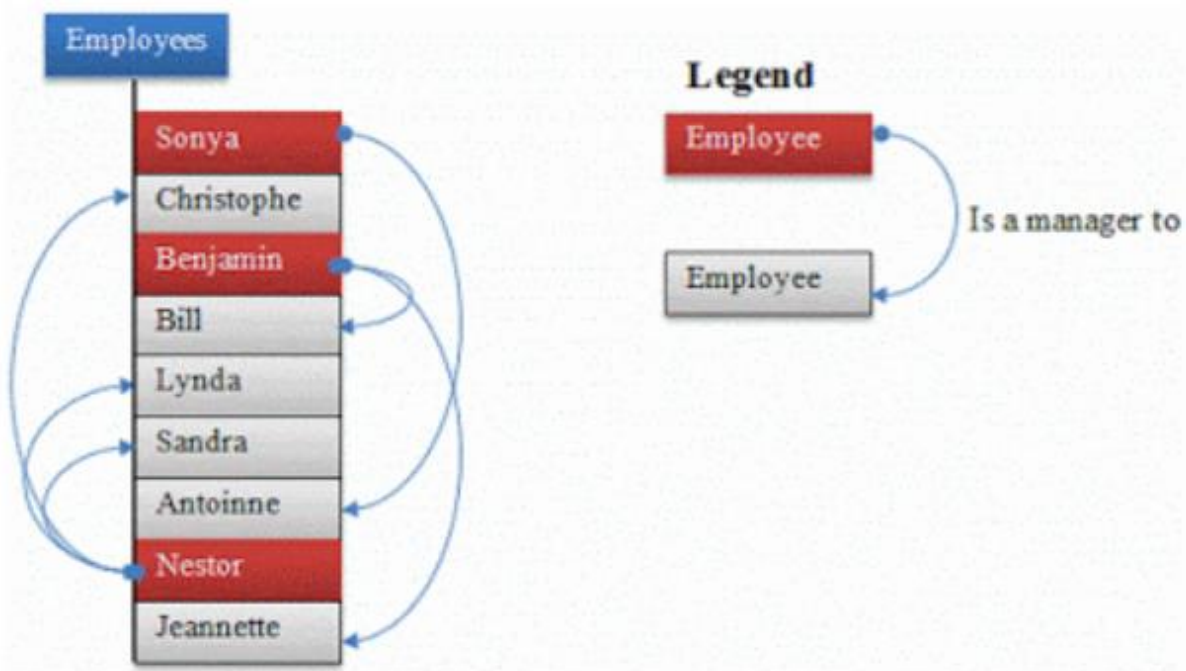 Employees
Sonya
Christophe
Benjamin
Bill
Lynda
Sandra
Antoinne
Nestor
Jeannette
Legend
Employee
Is a manager to
Employee